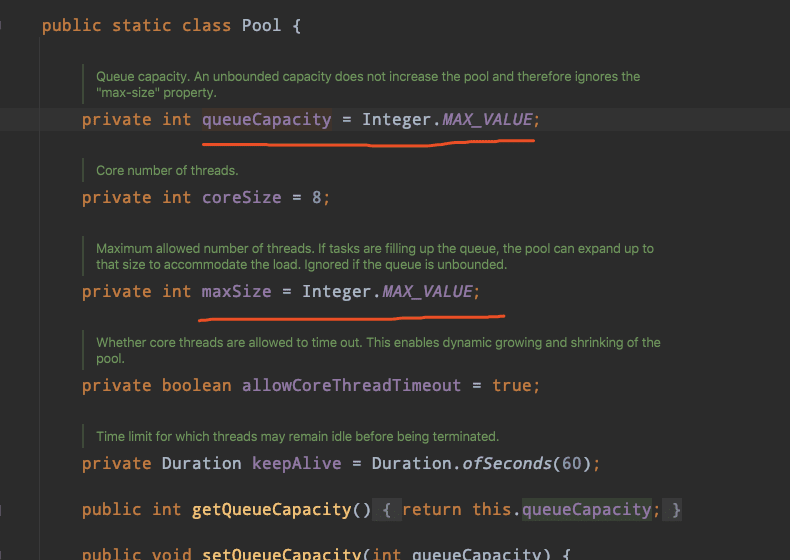 public static class Pool {
Queue capacity. An unbounded capacity does not increase the pool and therefore ignores the
"max-size" property.
private int queueCapacity = Integer.MAX_VALUE;
Core number of threads.
private int coreSize = 8;
Maximum allowed number of threads. If tasks are filling up the queue, the pool can expand up to
that size to accommodate the load. Ignored if the queue is unbounded.
private int maxSize = Integer.MAX_VALUE;
Whether core threads are allowed to time out. This enables dynamic growing and shrinking of the
pool.
private boolean allowCoreThreadTimeout = true;
Time limit for which threads may remain idle before being terminated.
private Duration keepAlive = Duration.ofSeconds(60);
public int getQueueCapacity() { return this.queueCapacity; }
public void setQueueCapacity(int queueCapacity) {